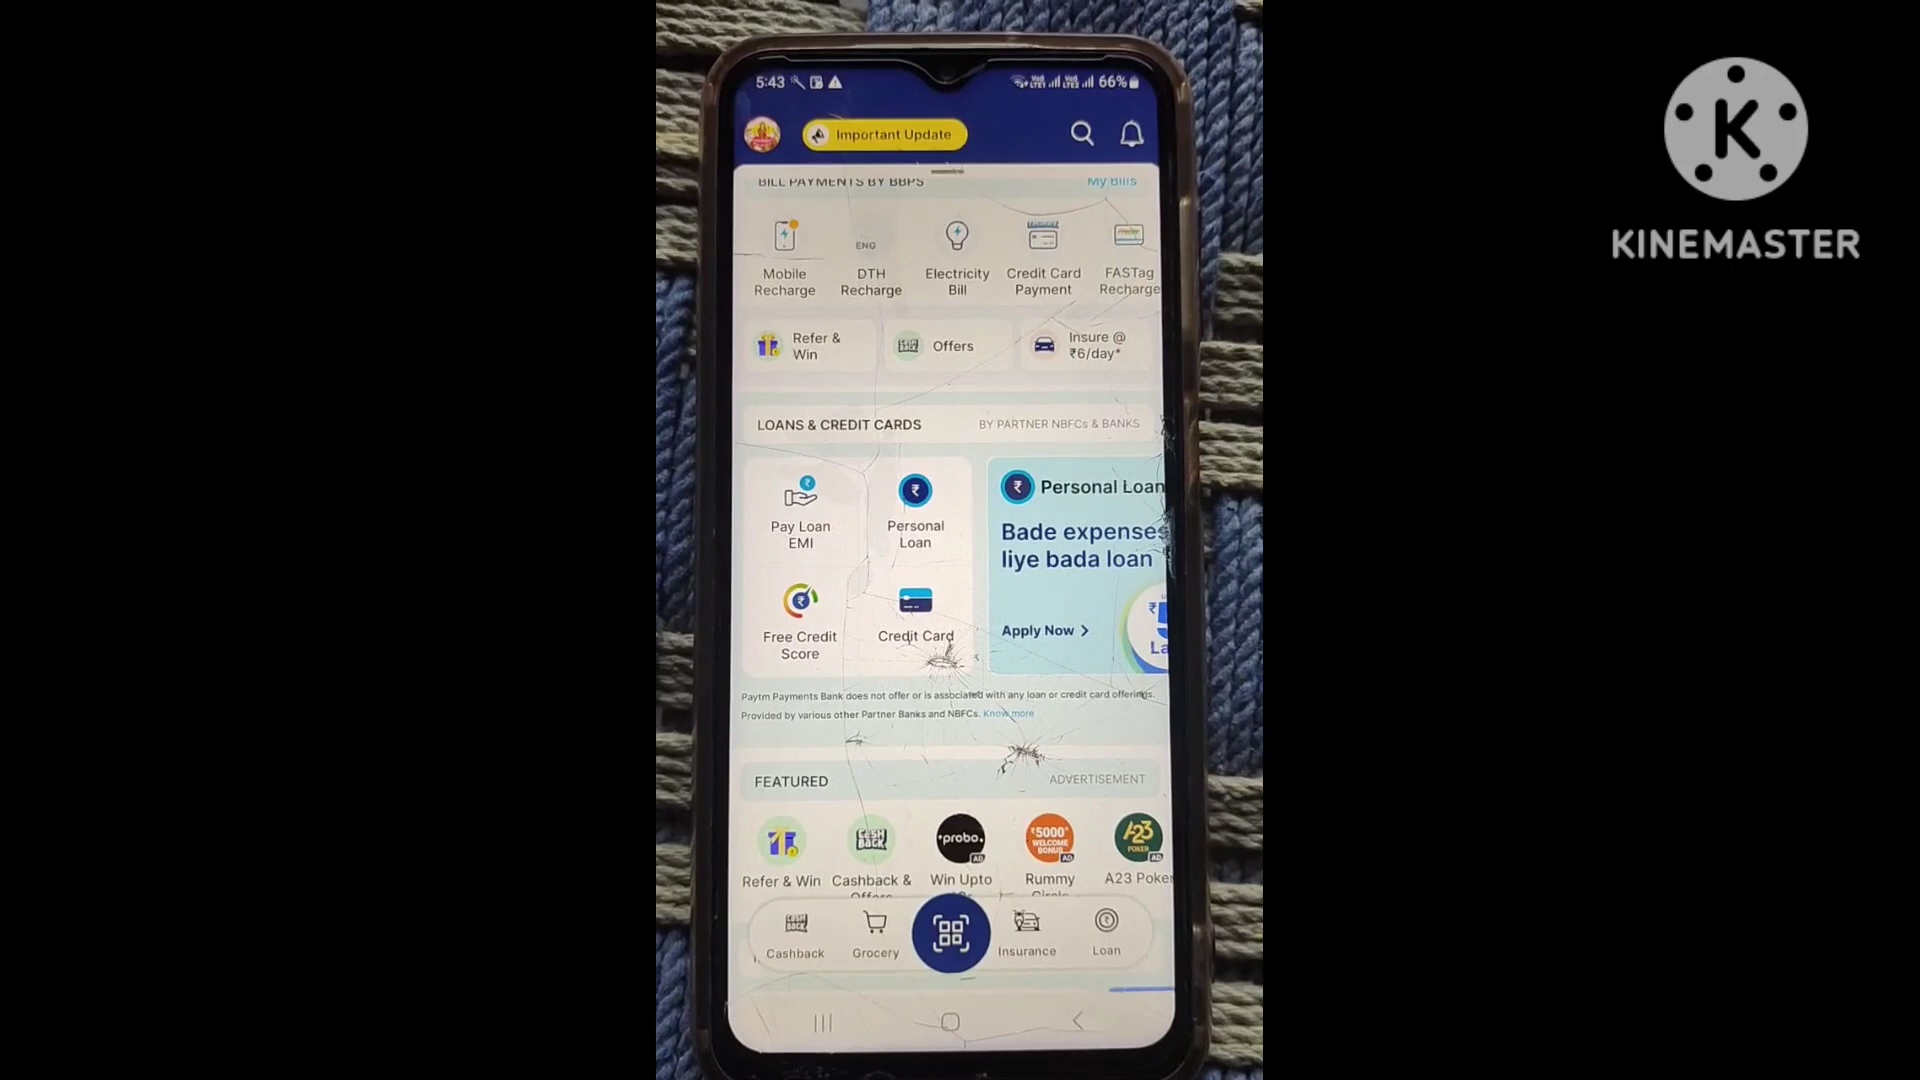 5:43
66%
Important Update
BILL PAYMENTS BY BBPS
My Bills
ENG
Mobile Recharge
DTH Recharge
Electricity Bill
Credit Card Payment
FASTag Recharge
Refer & Win
Offers
Insure @ ₹6/day*
LOANS & CREDIT CARDS
BY PARTNER NBFCs & BANKS
Pay Loan EMI
Personal Loan
Free Credit Score
Credit Card
Personal Loan
Bade expenses
liye bada loan
Apply Now >
Paytm Payments Bank does not offer or is associated with any loan or credit card offerings.
Provided by various other Partner Banks and NBFCs. Know more
FEATURED
ADVERTISEMENT
CASH BACK
probo.
AD
₹5000* WELCOME BONUS
AD
A23 POKER
AD
Refer & Win
Cashback & Offers
Win Upto
Rummy Circle
A23 Poker
Cashback
Grocery
Insurance
Loan
K
KINEMASTER